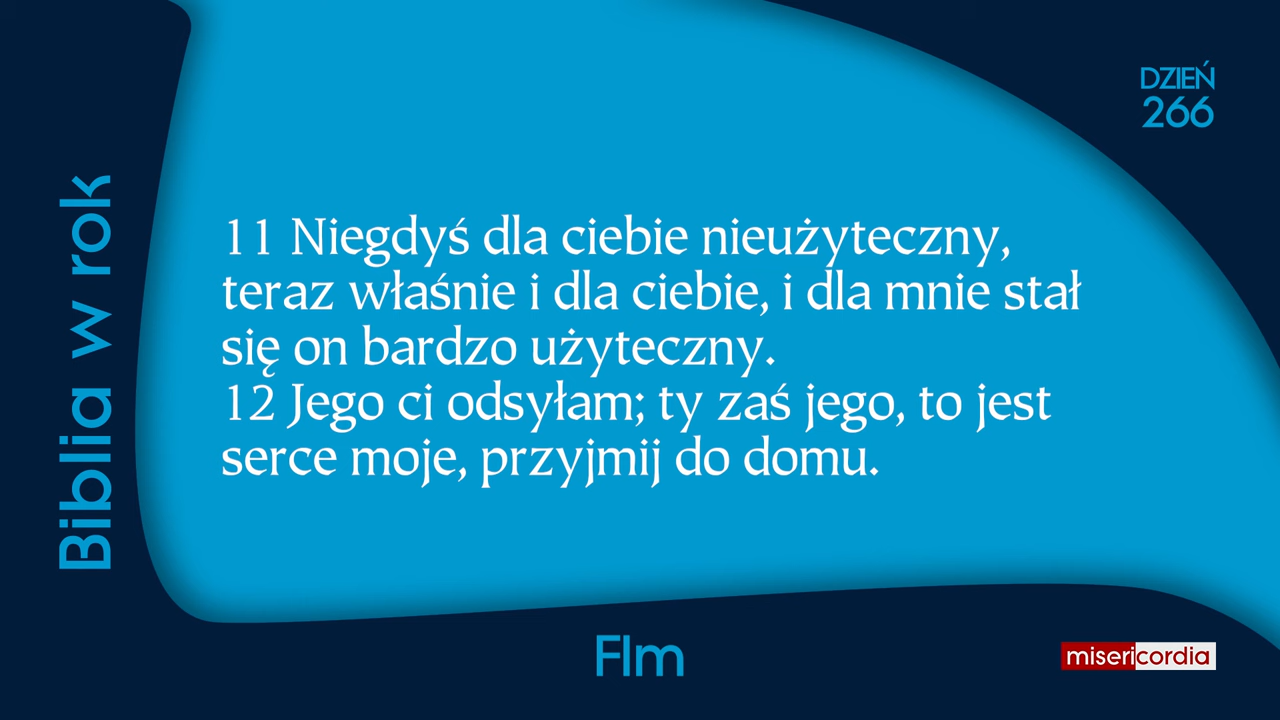 DZIEŃ
266
Biblia w rok
11 Niegdyś dla ciebie nieużyteczny,
teraz właśnie i dla ciebie, i dla mnie stał
się on bardzo użyteczny.
12 Jego ci odsyłam; ty zaś jego, to jest
serce moje, przyjmij do domu.
Flm
misericordia